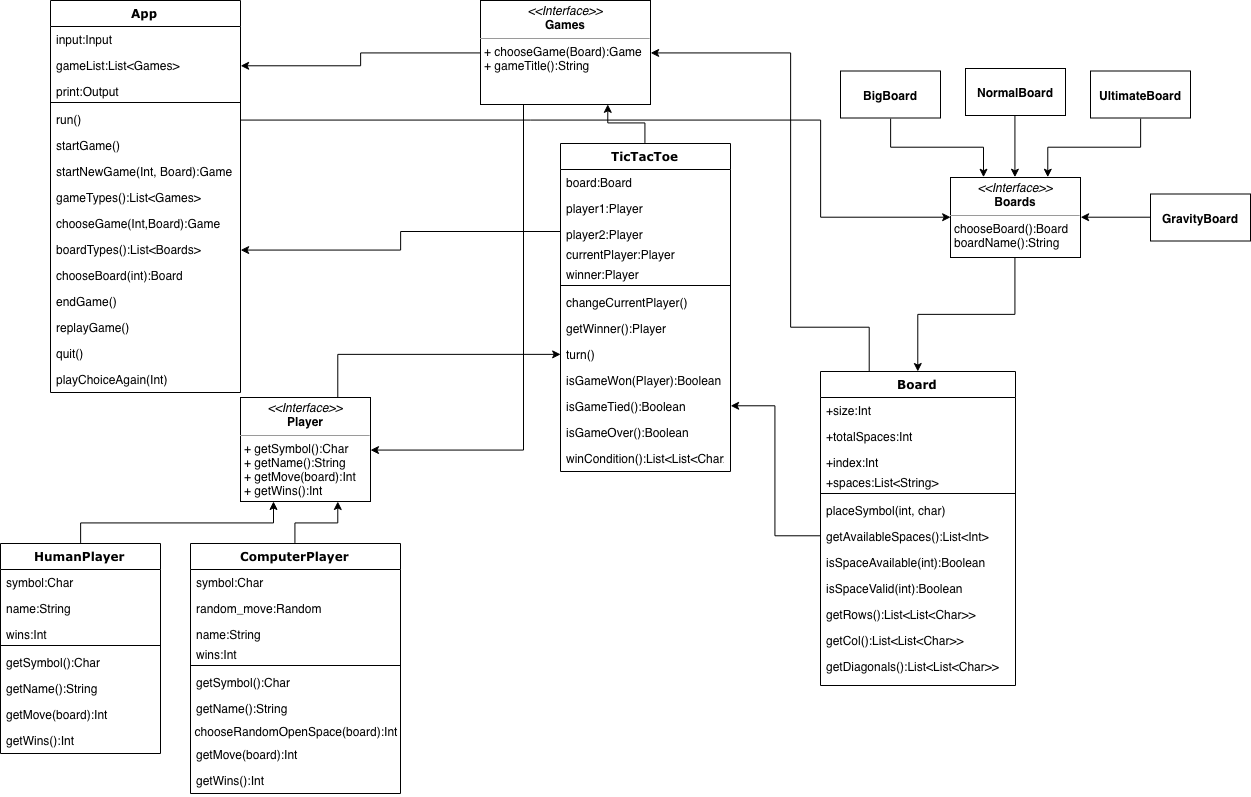 App
input:Input
gameList:List<Games>
print:Output
run()
startGame()
startNewGame(Int, Board):Game
gameTypes():List<Games>
chooseGame(Int,Board):Game
boardTypes():List<Boards>
chooseBoard(int):Board
endGame()
replayGame()
quit()
playChoiceAgain(Int)
<<Interface>>
Games
+ chooseGame(Board):Game
+ gameTitle():String
BigBoard
NormalBoard
UltimateBoard
<<Interface>>
Boards
chooseBoard():Board
boardName():String
GravityBoard
TicTacToe
board:Board
player1:Player
player2:Player
currentPlayer:Player
winner:Player
changeCurrentPlayer()
getWinner():Player
turn()
isGameWon(Player):Boolean
isGameTied():Boolean
isGameOver():Boolean
winCondition():List<List<Char
Board
+size:Int
+totalSpaces:Int
+index:Int
+spaces:List<String>
placeSymbol(int, char)
getAvailableSpaces():List<Int>
isSpaceAvailable(int):Boolean
isSpaceValid(int):Boolean
getRows():List<List<Char>>
getCol():List<List<Char>>
getDiagonals():List<List<Char>>
<<Interface>>
Player
+ getSymbol():Char
+ getName():String
+ getMove(board):Int
+ getWins():Int
HumanPlayer
symbol:Char
name:String
wins:Int
getSymbol():Char
getName():String
getMove(board):Int
getWins():Int
ComputerPlayer
symbol:Char
random_move:Random
name:String
wins:Int
getSymbol():Char
getName():String
chooseRandomOpenSpace(board):Int
getMove(board):Int
getWins():Int